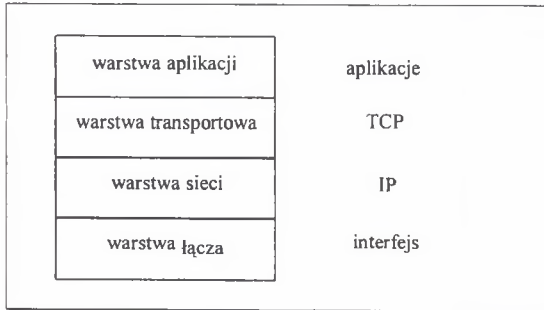 warstwa aplikacji aplikacje
warstwa transportowa TCP
warstwa sieci IP
warstwa łącza interfejs